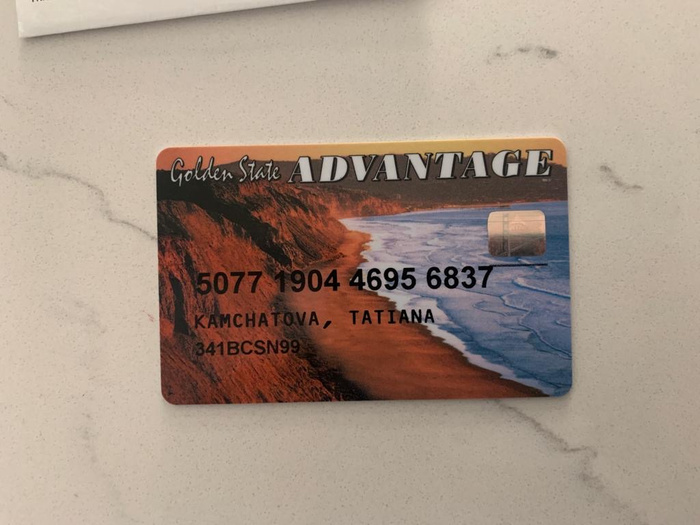 Golden State ADVANTAGE
5077 1904 4695 6837
KAMCHATOVA, TATIANA
341BCSN99